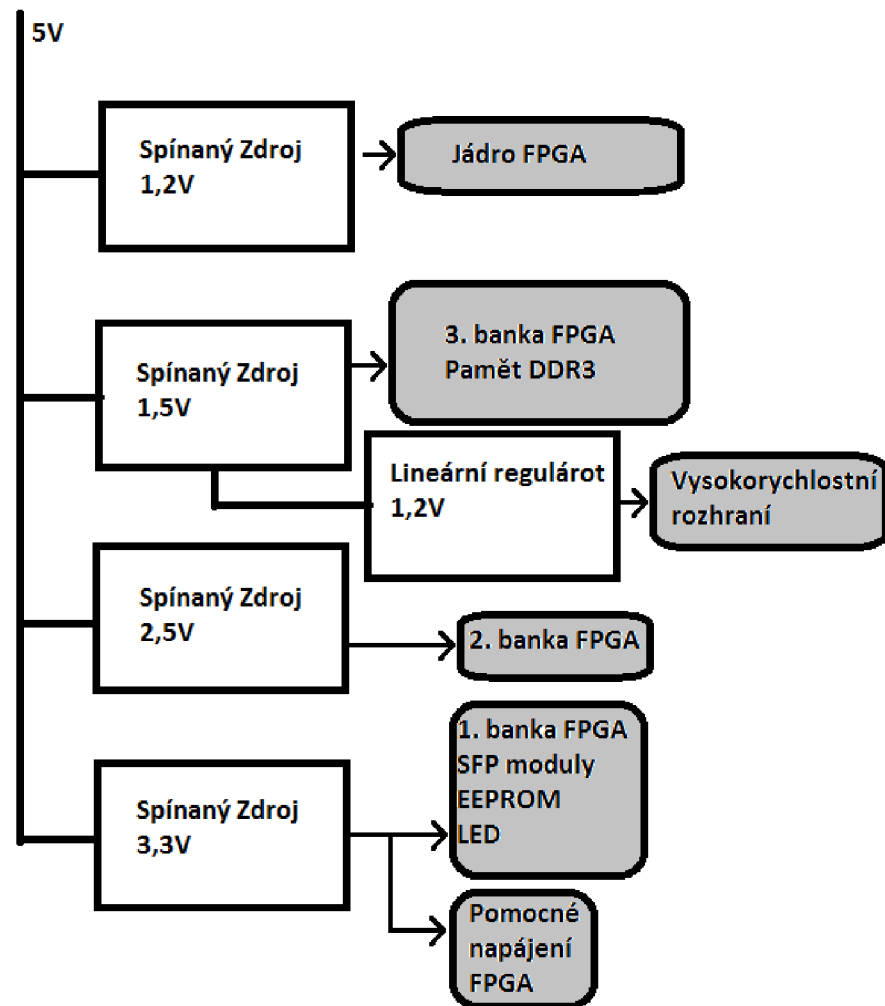 5V
Spínaný Zdroj
1,2V
Jádro FPGA
Spínaný Zdroj
1,5V
3. banka FPGA
Pamět DDR3
Lineární regulárot
1,2V
Vysokorychlostní
rozhraní
Spínaný Zdroj
2,5V
2. banka FPGA
Spínaný Zdroj
3,3V
1. banka FPGA
SFP moduly
EEPROM
LED
Pomocné
napájení
FPGA